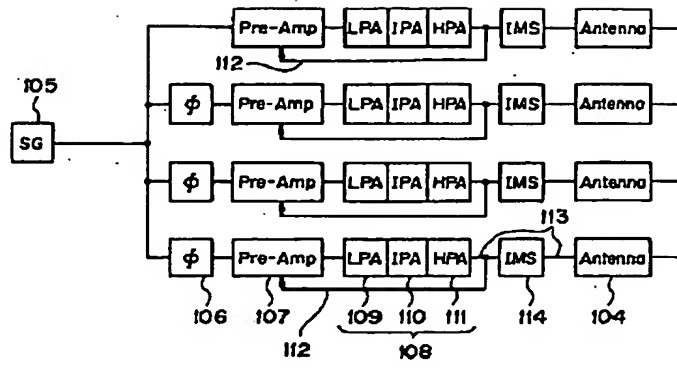 Pre-Amp LPA IPA HPA IMS Antenna
112
105
SG
ϕ Pre-Amp LPA IPA HPA IMS Antenna
ϕ Pre-Amp LPA IPA HPA IMS Antenna
113
ϕ Pre-Amp LPA IPA HPA IMS Antenna
106 107 109 110 111 114 104
112 108